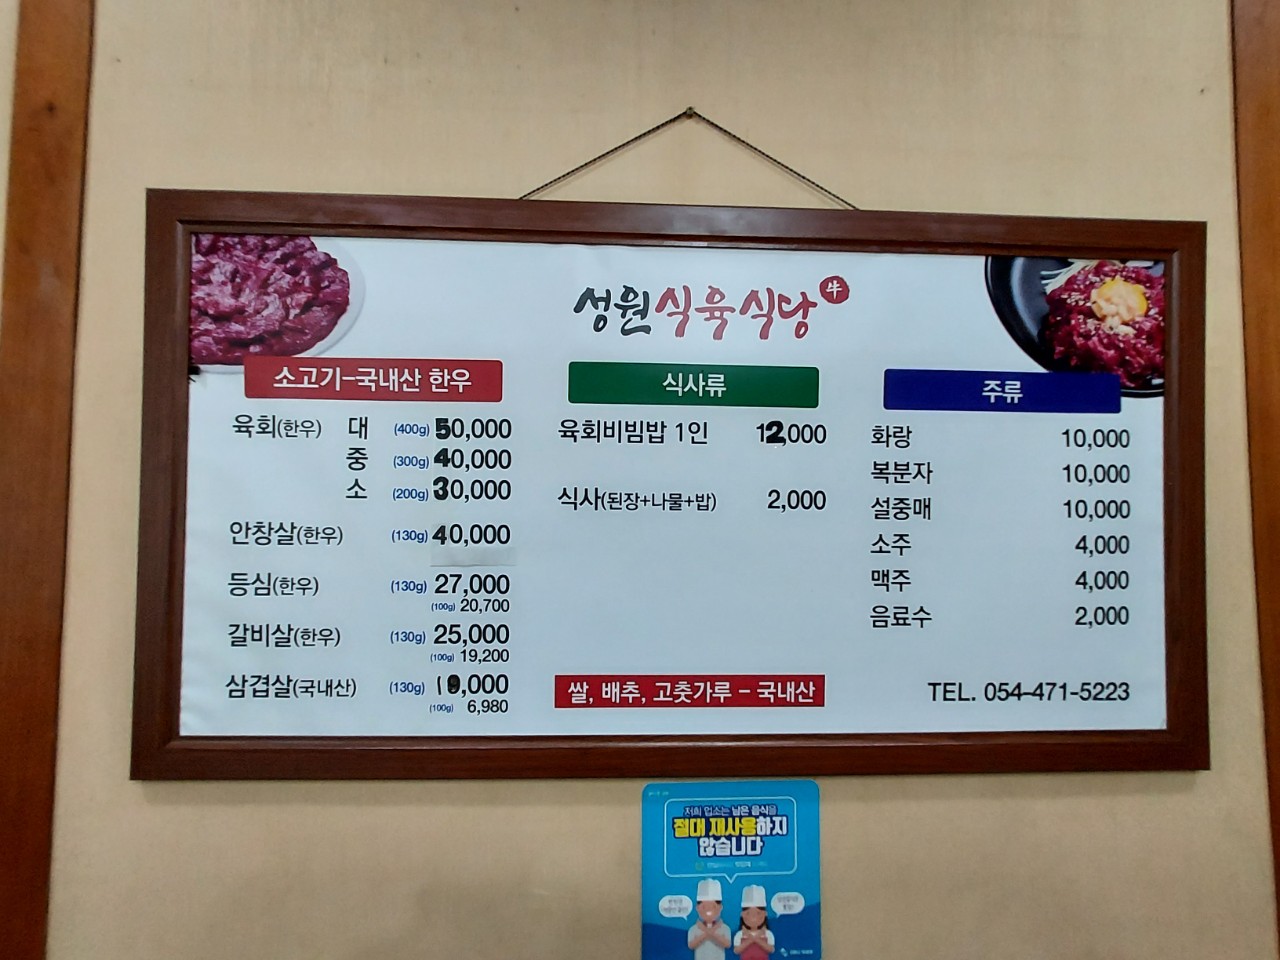 성원식육식당 牛
소고기-국내산 한우
육회(한우) 대 (400g) 50,000
중 (300g) 40,000
소 (200g) 30,000
안창살(한우) (130g) 40,000
등심(한우) (130g) 27,000
(100g) 20,700
갈비살(한우) (130g) 25,000
(100g) 19,200
삼겹살(국내산) (130g) 10,000
(100g) 6,980
식사류
육회비빔밥 1인 12,000
식사(된장+나물+밥) 2,000
쌀, 배추, 고춧가루 - 국내산
주류
화랑 10,000
복분자 10,000
설중매 10,000
소주 4,000
맥주 4,000
음료수 2,000
TEL. 054-471-5223
저희 업소는 남은 음식을
절대 재사용하지
않습니다